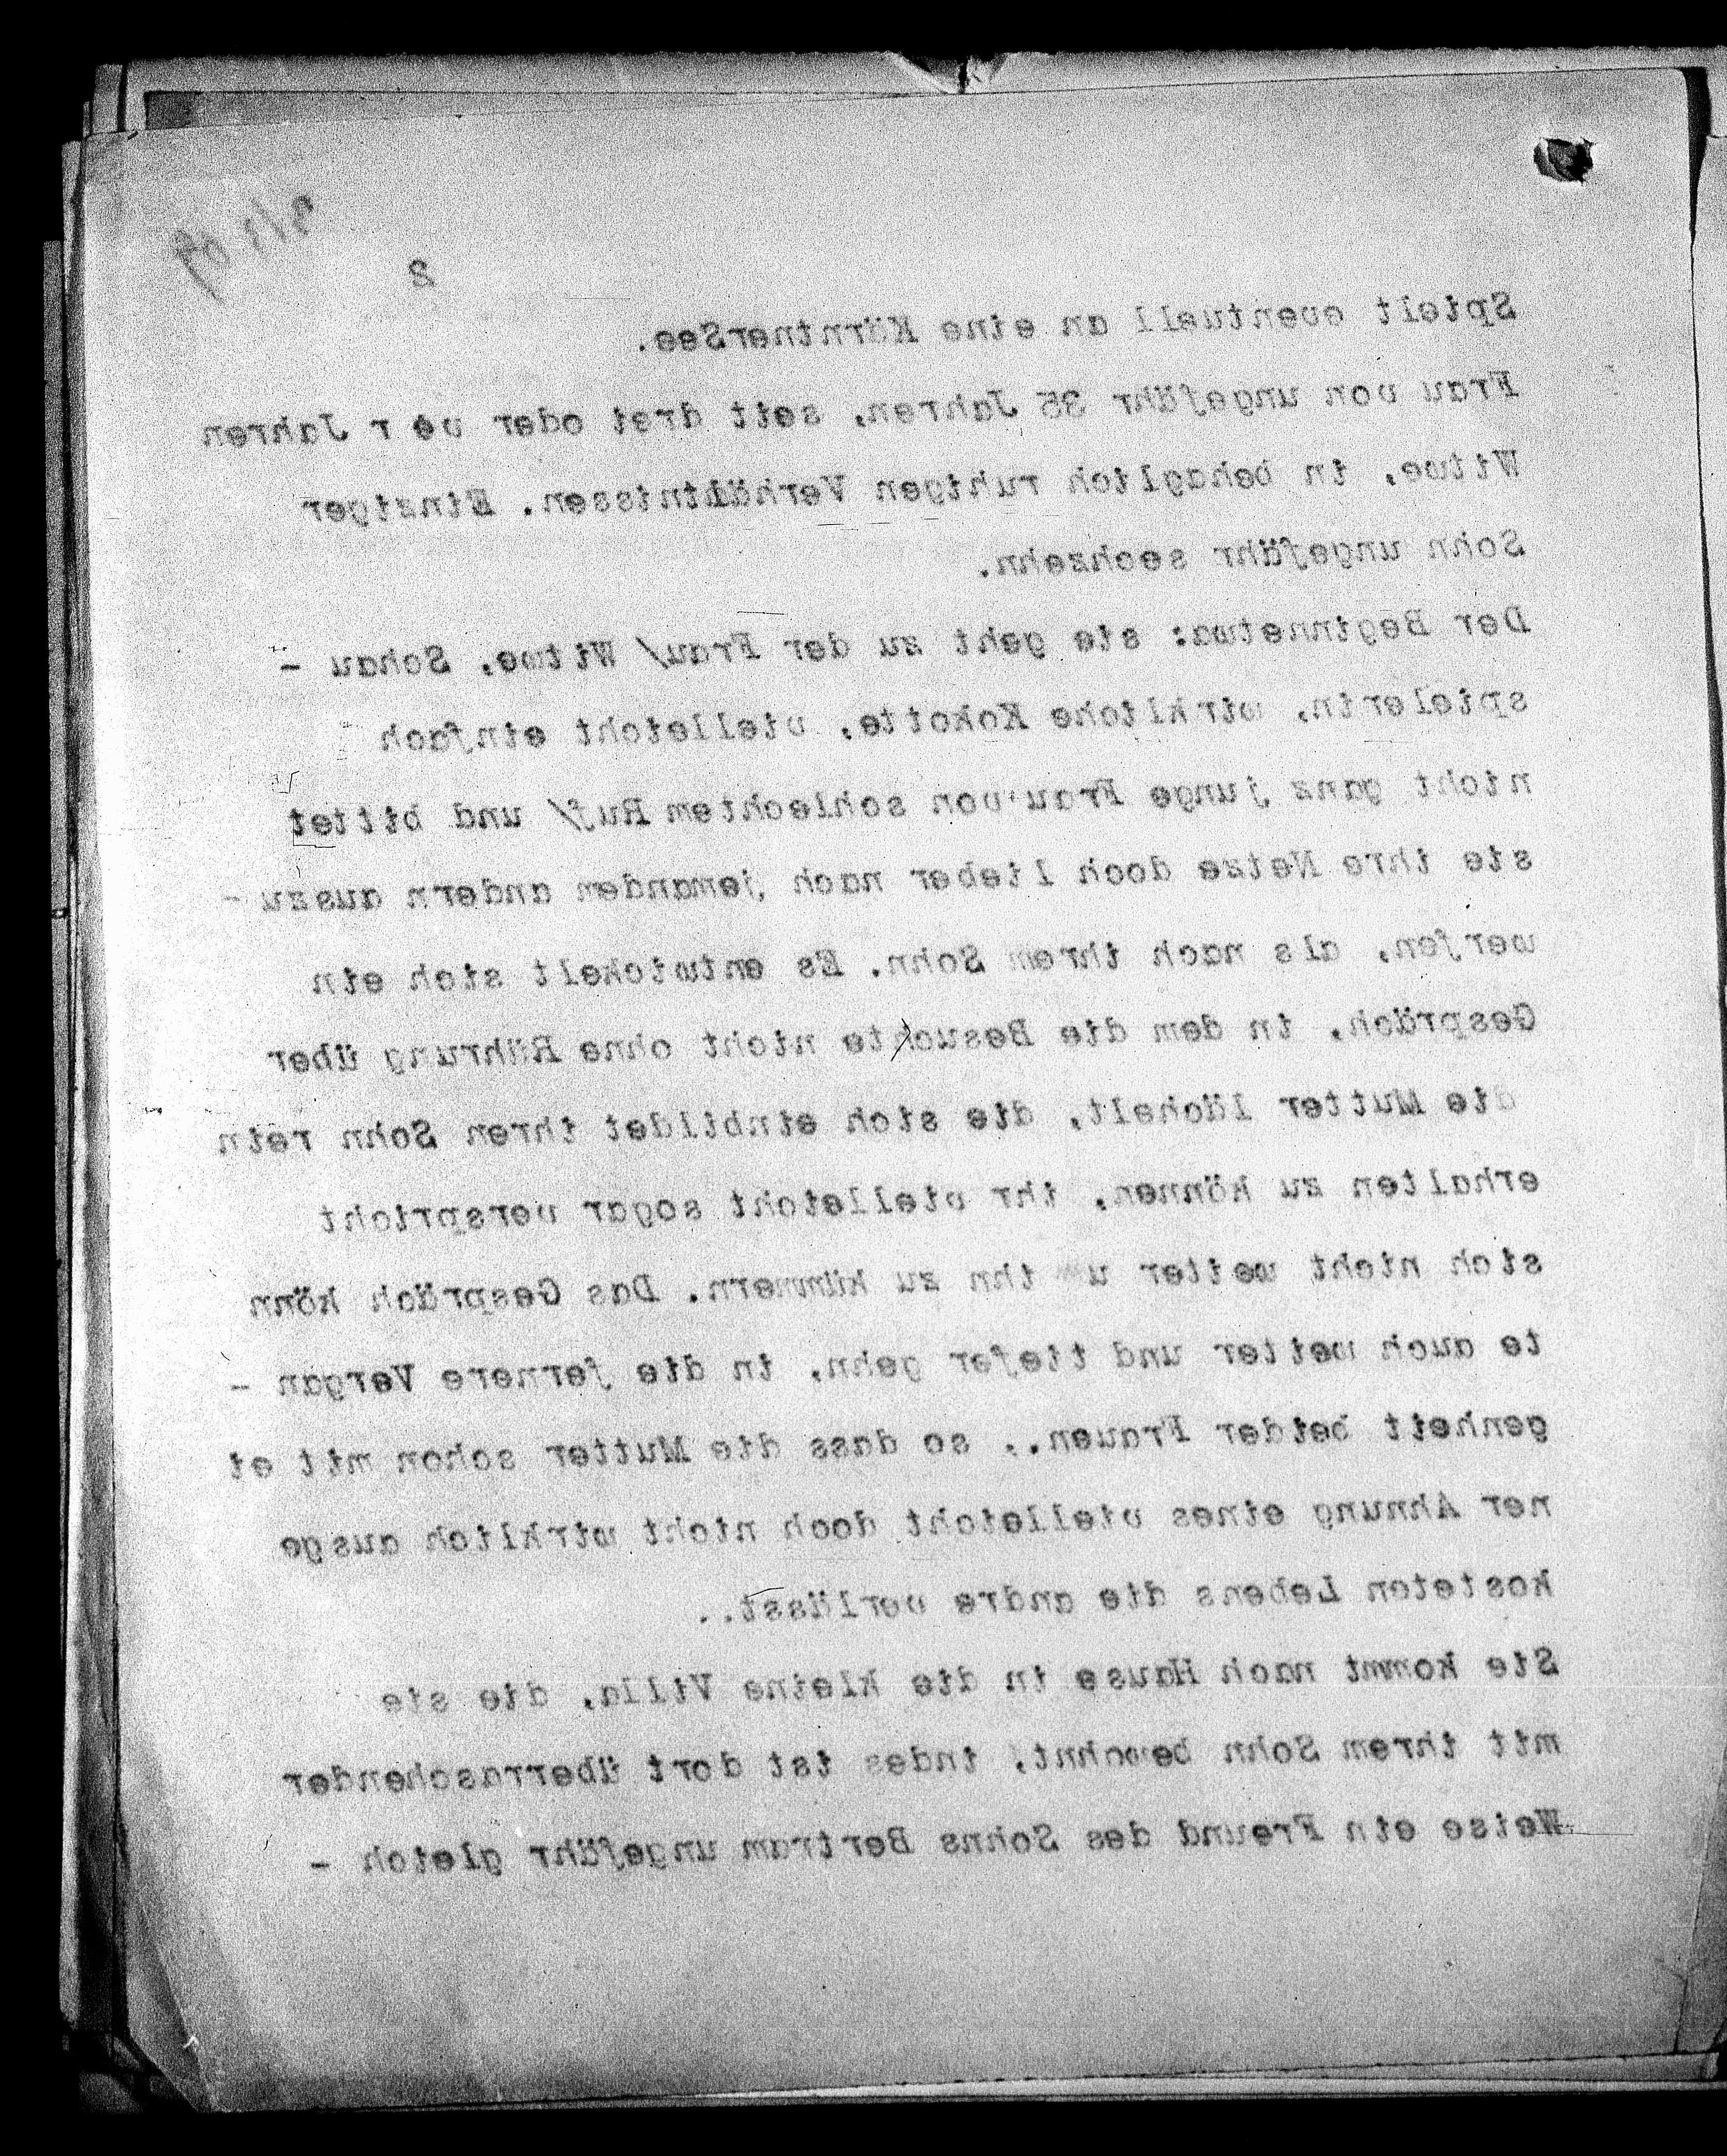 2
Spielt eventuell an eine KärntnerSee.
Frau von ungefähr 35 Jahren, seit drei oder ve r Jahren
Witwe, in behaglich ruhigen Verhältnissen. Einziger
Sohn ungefähr sechzehn.
Der Beginnetwa: sie geht zu der Frau/ Witwe, Schau -
spielerin, wirkliche Kokotte, vielleicht einfach
nicht ganz junge Frau von schlechtem Ruf/ und bittet
sie ihre Netze doch lieber nach jemandem andern auszu -
werfen, als nach ihrem Sohn. Es entwickelt sich ein
Gespräch, in dem die Besuchte nicht ohne Rührung über
die Mutter lächelt, die sich einbildet ihren Sohn rein
erhalten zu können, ihr vielleicht sogar verspricht
sich nicht weiter um ihn zu kümmern. Das Gespräch könn
te auch weiter und tiefer gehn, in die fernere Vergan -
genheit beider Frauen., so dass die Mutter schon mit ei
ner Ahnung eines vielleicht doch nicht wirklich ausge
kosteten Lebens die andre verlässt..
Sie kommt nach Hause in die kleine Villa, die sie
mit ihrem Sohn bewohnt, indes ist dort überraschender
Weise ein Freund des Sohns Bertram ungefähr gleich -